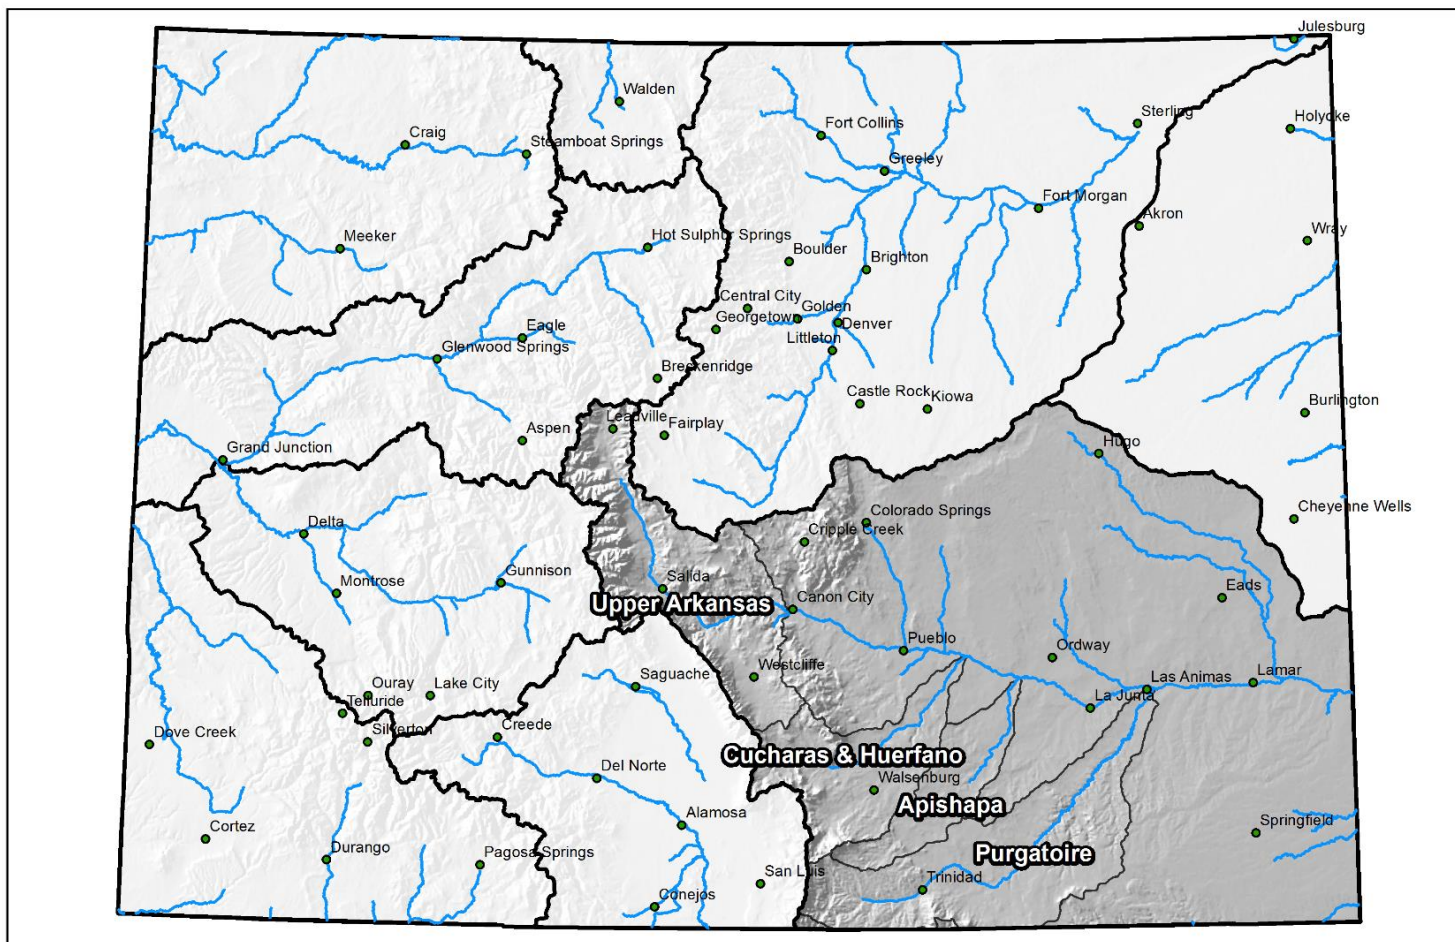 Julesburg
Walden
Sterling
Holyoke
Fort Collins
Craig
Steamboat Springs
Greeley
Fort Morgan
Akron
Wray
Meeker
Hot Sulphur Springs
Boulder
Brighton
Central City
Golden
Georgetown
Denver
Eagle
Littleton
Glenwood Springs
Breckenridge
Castle Rock
Kiowa
Burlington
Leadville
Aspen
Fairplay
Hugo
Grand Junction
Cheyenne Wells
Delta
Colorado Springs
Cripple Creek
Gunnison
Montrose
Salida
Eads
Upper Arkansas
Canon City
Pueblo
Ordway
Westcliffe
Saguache
Las Animas
Lamar
Ouray
Lake City
La Junta
Telluride
Creede
Dove Creek
Silverton
Cucharas & Huerfano
Del Norte
Walsenburg
Apishapa
Alamosa
Springfield
Cortez
Durango
Pagosa Springs
Purgatoire
San Luis
Trinidad
Conejos